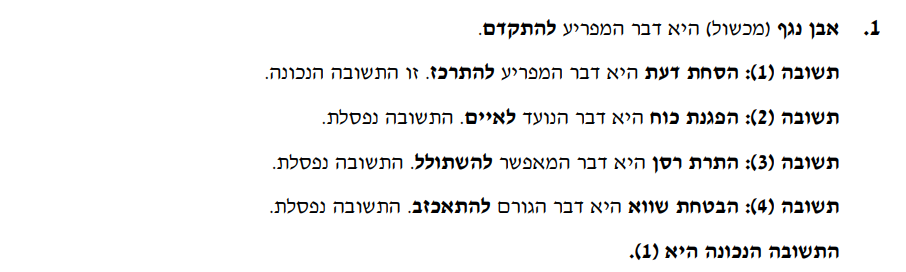 1. אבן נגף (מכשול) היא דבר המפריע להתקדם.
תשובה (1): הסחת דעת היא דבר המפריע להתרכז. זו התשובה הנכונה.
תשובה (2): הפגנת כוח היא דבר הנועד לאיים. התשובה נפסלת.
תשובה (3): התרת רסן היא דבר המאפשר להשתולל. התשובה נפסלת.
תשובה (4): הבטחת שווא היא דבר הגורם להתאכזב. התשובה נפסלת.
התשובה הנכונה היא (1).